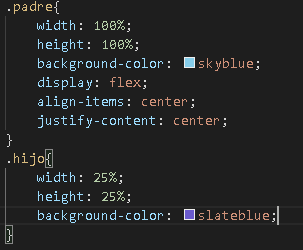 .padre{
    width: 100%;
    height: 100%;
    background-color: skyblue;
    display: flex;
    align-items: center;
    justify-content: center;
}
.hijo{
    width: 25%;
    height: 25%;
    background-color: slateblue;
}